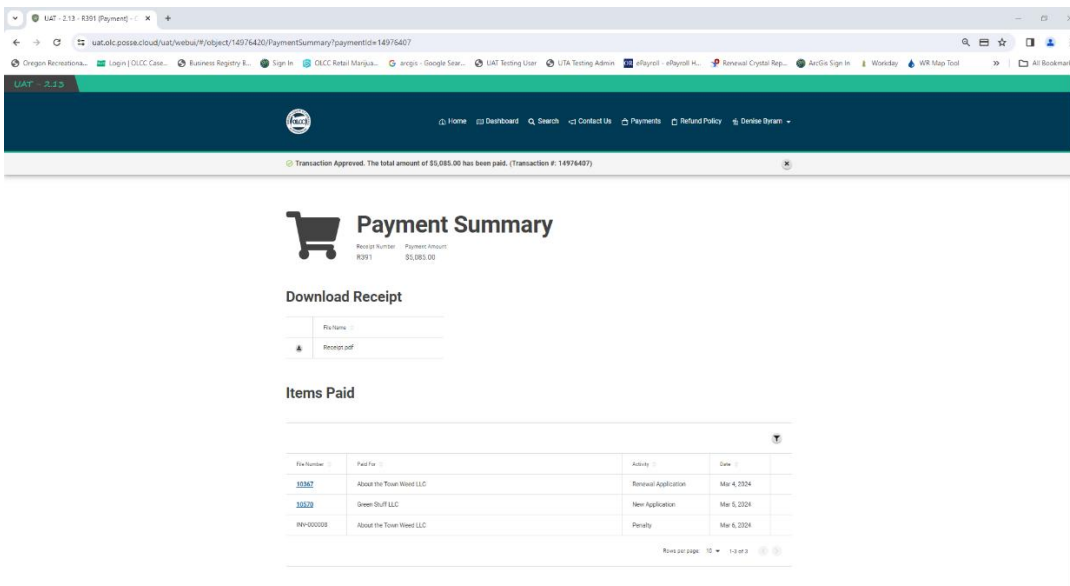 UAT - 2.13 - R391 (Payment) - C
uat.olc.posse.cloud/uat/webui/#/object/14976420/PaymentSummary?paymentId=14976407
Oregon Recreationa... Login | OLCC Case... Business Registry R... Sign In OLCC Retail Marijua... arcgis - Google Sear... UAT Testing User UTA Testing Admin ePayroll - ePayroll H... Renewal Crystal Rep... ArcGis Sign In Workday WR Map Tool » All Bookmar
UAT - 2.13
OLCC Home Dashboard Search Contact Us Payments Refund Policy Denise Byram
Transaction Approved. The total amount of $5,085.00 has been paid. (Transaction #: 14976407)
Payment Summary
Receipt Number Payment Amount
R391 $5,085.00
Download Receipt
File Name
Receipt.pdf
Items Paid
File Number Paid For Activity Date
10367 About the Town Weed LLC Renewal Application Mar 4, 2024
10570 Green Stuff LLC New Application Mar 5, 2024
INV-000008 About the Town Weed LLC Penalty Mar 6, 2024
Rows per page: 10 1-3 of 3